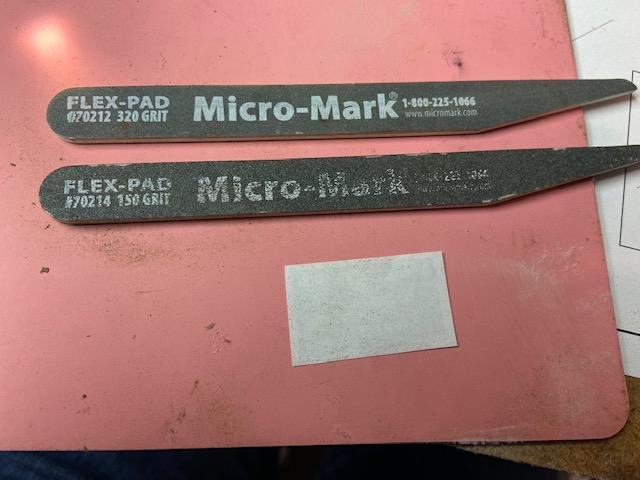 FLEX-PAD
#70212 320 GRIT
Micro-Mark®
1-800-225-1066
www.micromark.com
FLEX-PAD
#70214 150 GRIT
Micro-Mark